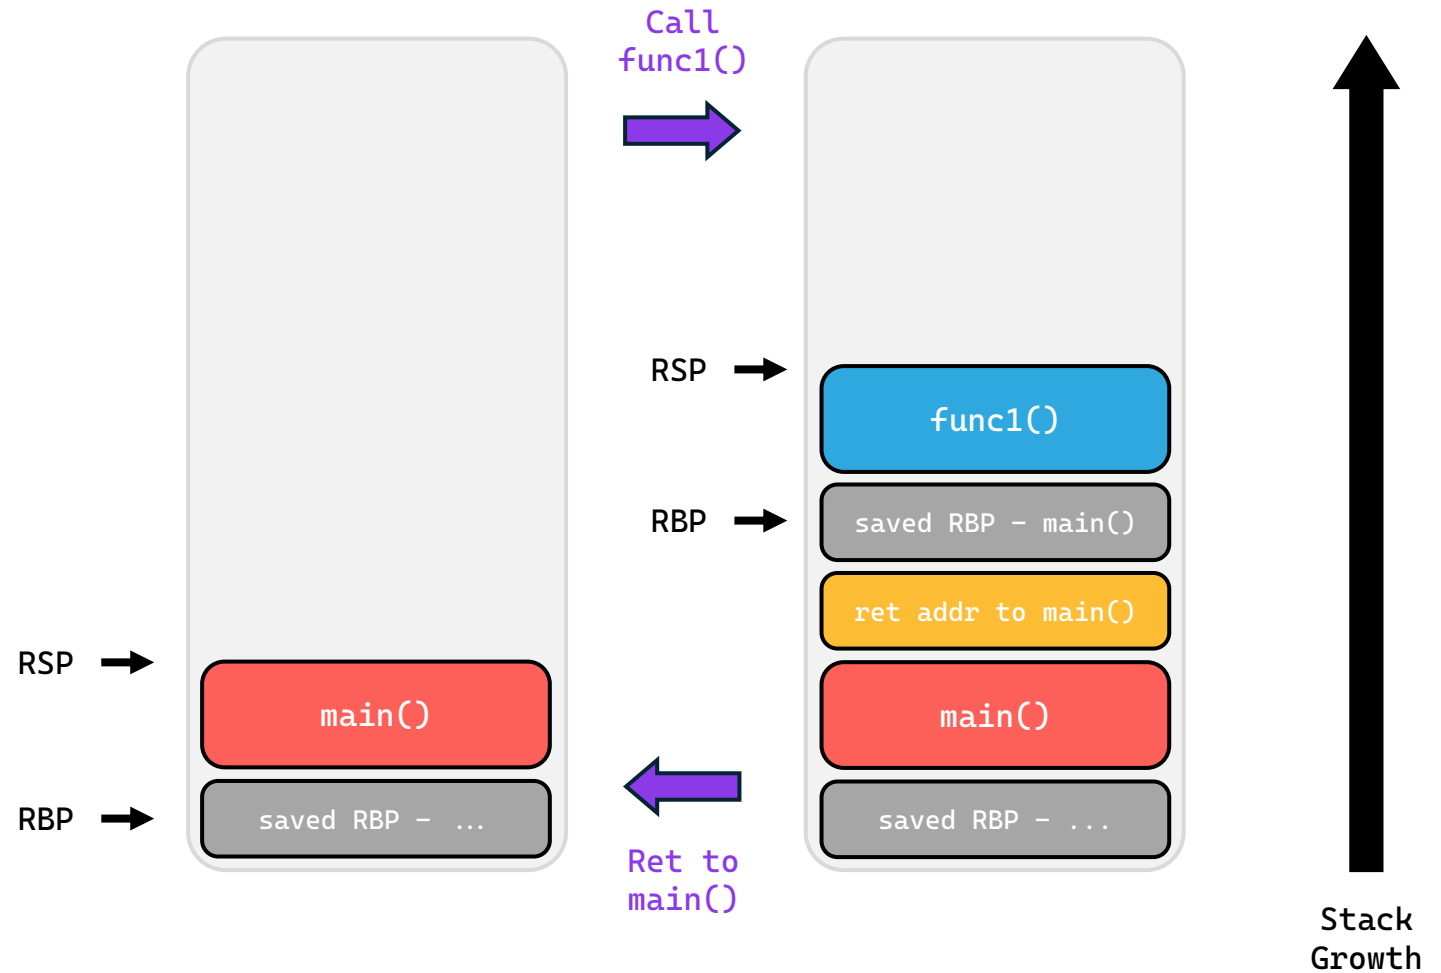 Call
func1()
RSP
func1()
RBP
saved RBP – main()
ret addr to main()
RSP
main()
main()
RBP
saved RBP – ...
saved RBP – ...
Ret to
main()
Stack
Growth